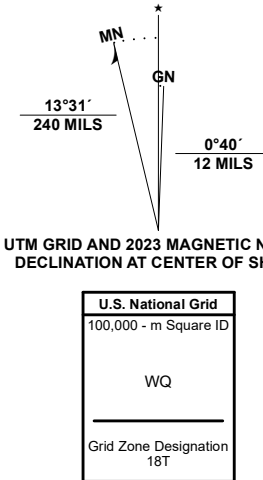 ★
MN
GN
13°31´
240 MILS
0°40´
12 MILS
UTM GRID AND 2023 MAGNETIC N
DECLINATION AT CENTER OF
U.S. National Grid
100,000 - m Square ID
WQ
Grid Zone Designation
18T